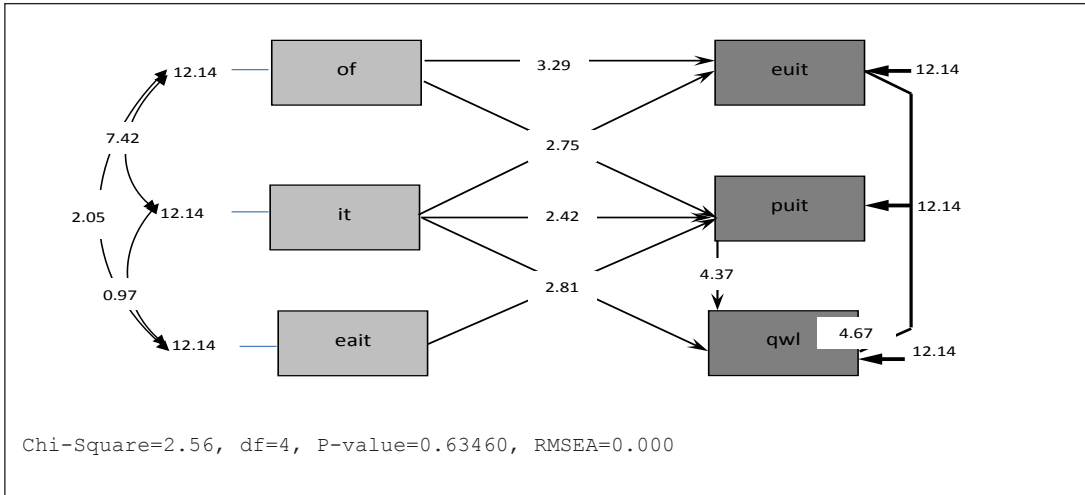 12.14
of
3.29
euit
12.14
7.42
2.75
2.05
12.14
it
2.42
puit
12.14
4.37
0.97
2.81
12.14
eait
qwl
4.67
12.14
Chi-Square=2.56, df=4, P-value=0.63460, RMSEA=0.000